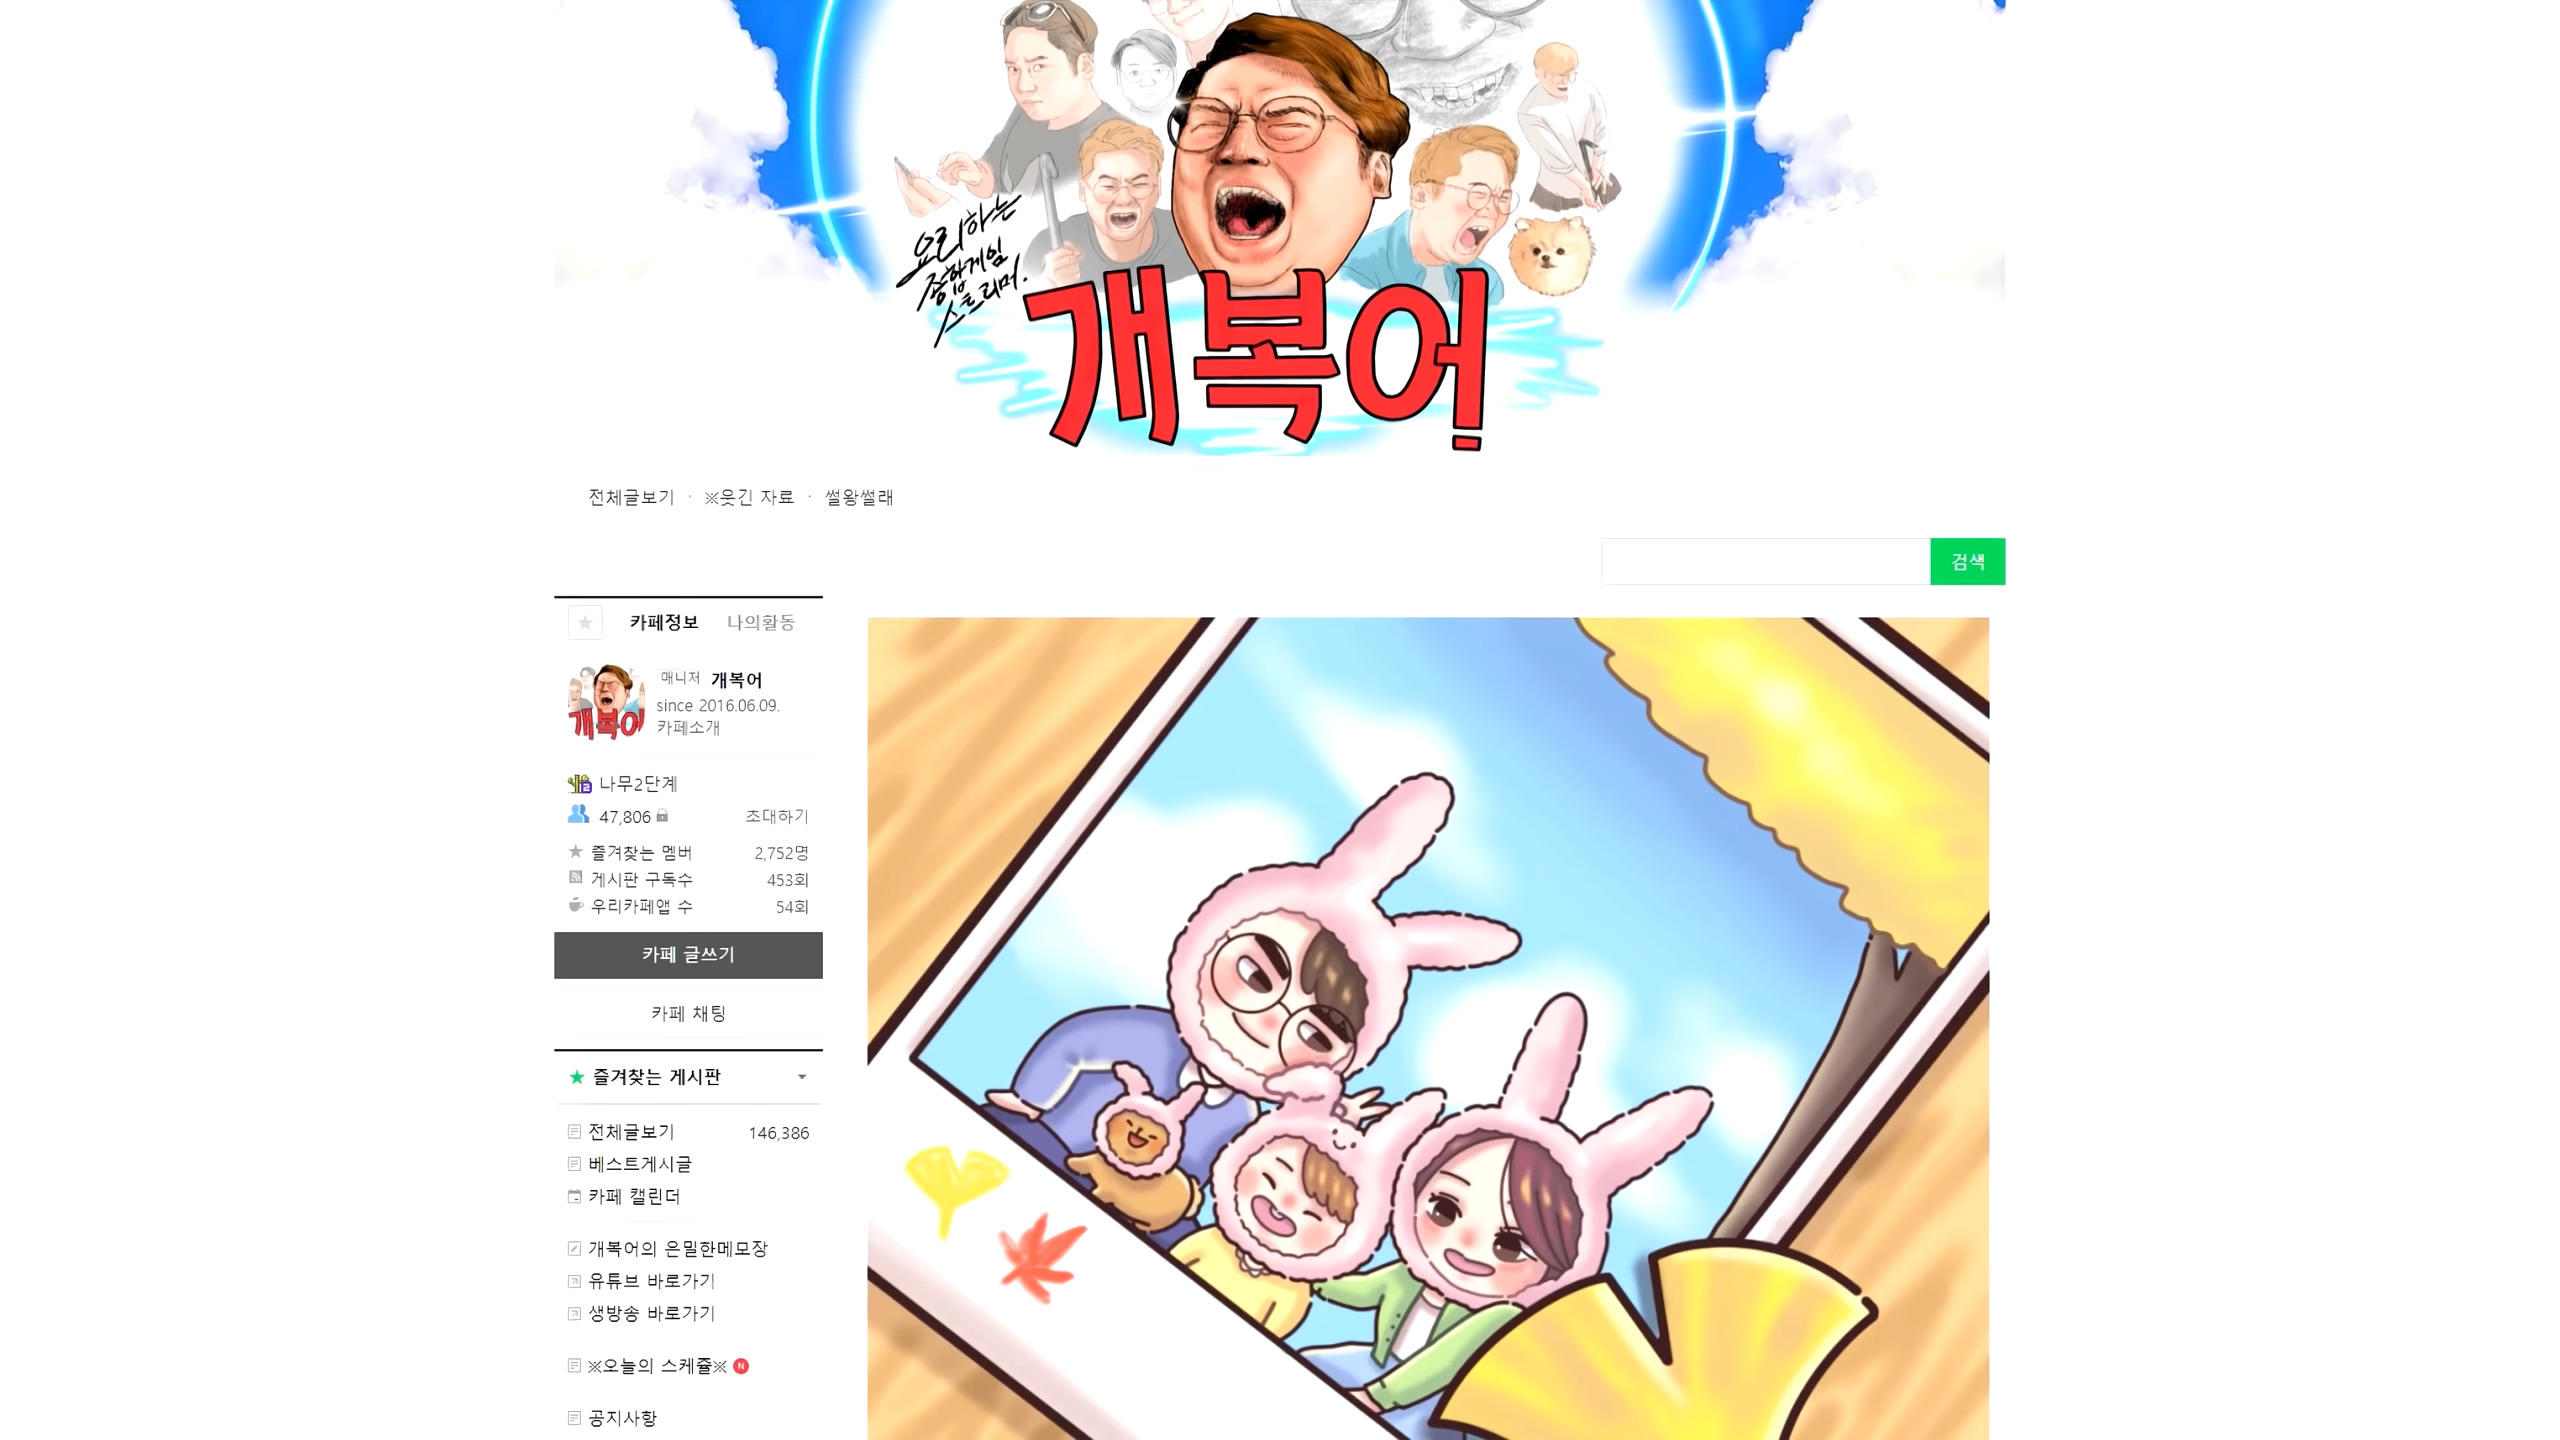 요리하는
종합게임
스트리머.
개복어
전체글보기 · ※웃긴 자료 · 썰왕썰래
검색
카페정보 나의활동
매니저 개복어
since 2016.06.09.
카페소개
개복어
나무2단계
47,806 초대하기
즐겨찾는 멤버 2,752명
게시판 구독수 453회
우리카페앱 수 54회
카페 글쓰기
카페 채팅
즐겨찾는 게시판
전체글보기 146,386
베스트게시글
카페 캘린더
개복어의 은밀한메모장
유튜브 바로가기
생방송 바로가기
※오늘의 스케쥴※ N
공지사항